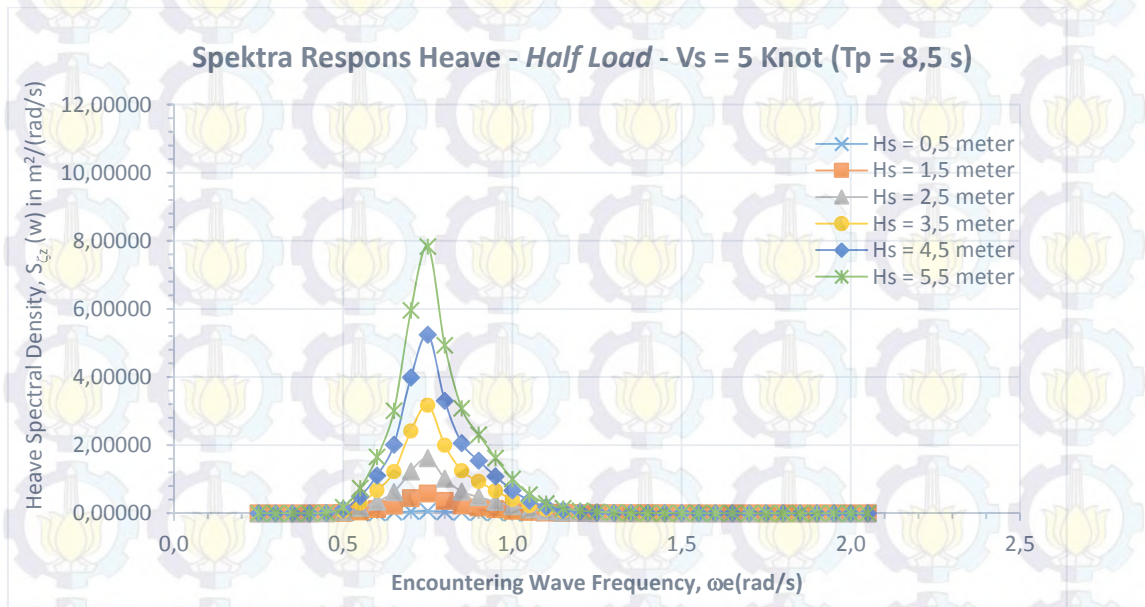 Spektra Respons Heave - Half Load - Vs = 5 Knot (Tp = 8,5 s)
Heave Spectral Density, Sζz (w) in m²/(rad/s)
12,00000
10,00000
8,00000
6,00000
4,00000
2,00000
0,00000
Hs = 0,5 meter
Hs = 1,5 meter
Hs = 2,5 meter
Hs = 3,5 meter
Hs = 4,5 meter
Hs = 5,5 meter
0,0 0,5 1,0 1,5 2,0 2,5
Encountering Wave Frequency, ωe(rad/s)